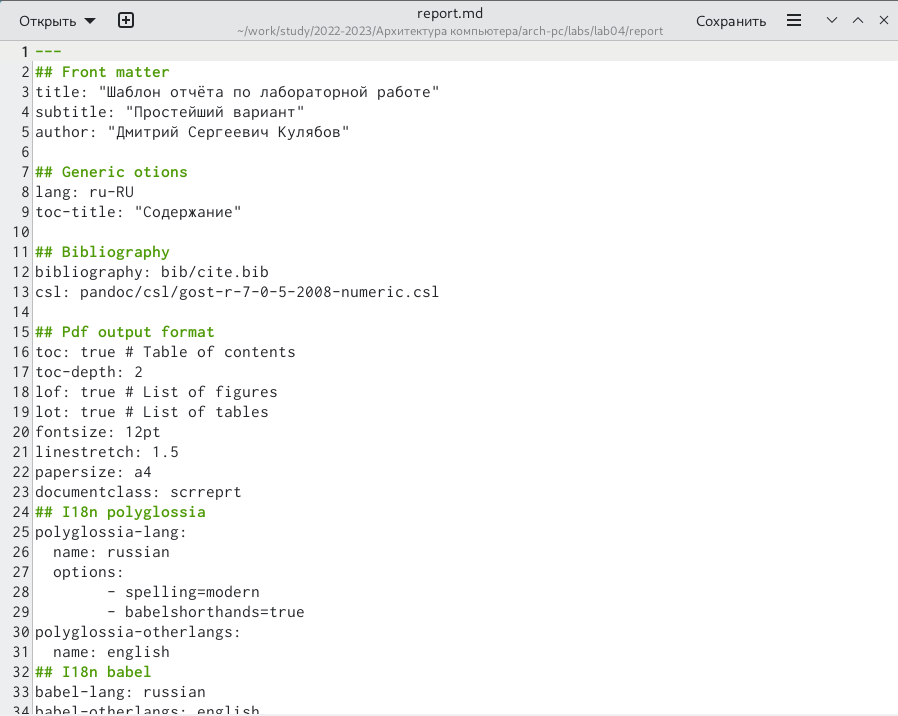 Открыть
report.md
~/work/study/2022-2023/Архитектура компьютера/arch-pc/labs/lab04/report
Сохранить
1 ---
2 ## Front matter
3 title: "Шаблон отчёта по лабораторной работе"
4 subtitle: "Простейший вариант"
5 author: "Дмитрий Сергеевич Кулябов"
6
7 ## Generic otions
8 lang: ru-RU
9 toc-title: "Содержание"
10
11 ## Bibliography
12 bibliography: bib/cite.bib
13 csl: pandoc/csl/gost-r-7-0-5-2008-numeric.csl
14
15 ## Pdf output format
16 toc: true # Table of contents
17 toc-depth: 2
18 lof: true # List of figures
19 lot: true # List of tables
20 fontsize: 12pt
21 linestretch: 1.5
22 papersize: a4
23 documentclass: scrreprt
24 ## I18n polyglossia
25 polyglossia-lang:
26   name: russian
27   options:
28         - spelling=modern
29         - babelshorthands=true
30 polyglossia-otherlangs:
31   name: english
32 ## I18n babel
33 babel-lang: russian
34 babel-otherlangs: english